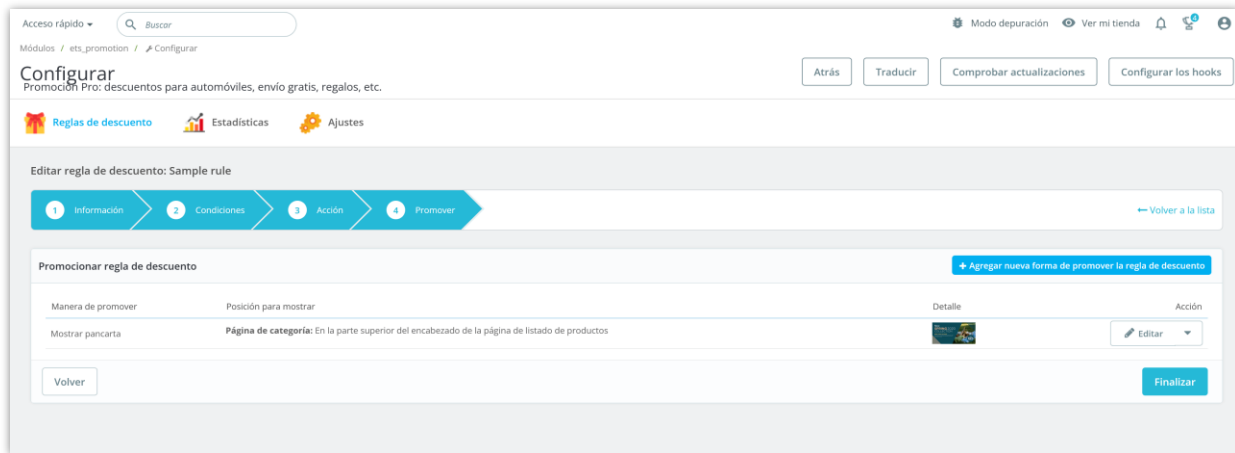 Acceso rápido
Buscar
Modo depuración
Ver mi tienda
4
Módulos / ets_promotion / Configurar
Configurar
Promoción Pro: descuentos para automóviles, envío gratis, regalos, etc.
Atrás
Traducir
Comprobar actualizaciones
Configurar los hooks
Reglas de descuento
Estadísticas
Ajustes
Editar regla de descuento: Sample rule
1 Información
2 Condiciones
3 Acción
4 Promover
← Volver a la lista
Promocionar regla de descuento
+ Agregar nueva forma de promover la regla de descuento
Manera de promover
Posición para mostrar
Detalle
Acción
Mostrar pancarta
Página de categoría: En la parte superior del encabezado de la página de listado de productos
Editar
Volver
Finalizar